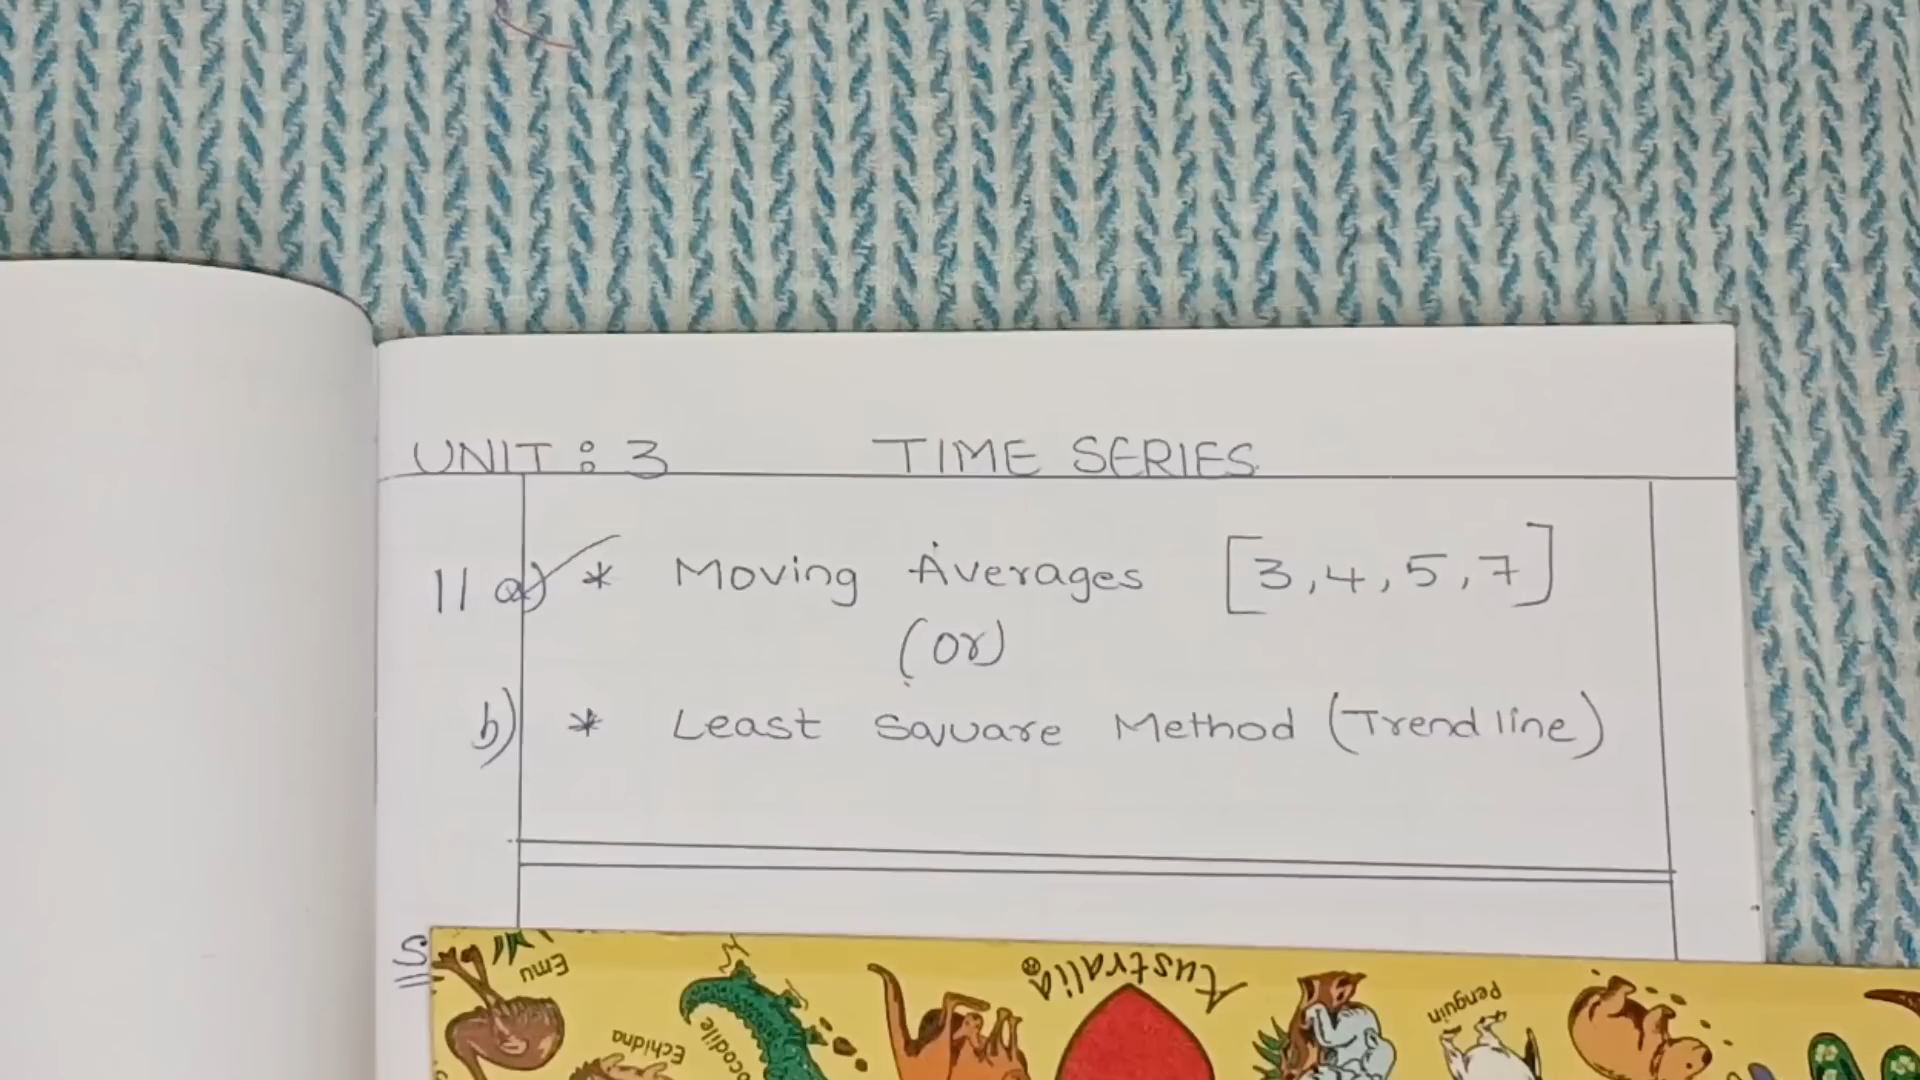 UNIT : 3 TIME SERIES
11 a) * Moving Averages [3, 4, 5, 7]
(or)
b) * Least Square Method (Trend line)
S
Emu
Australia
Penguin
Echidna
ocodile